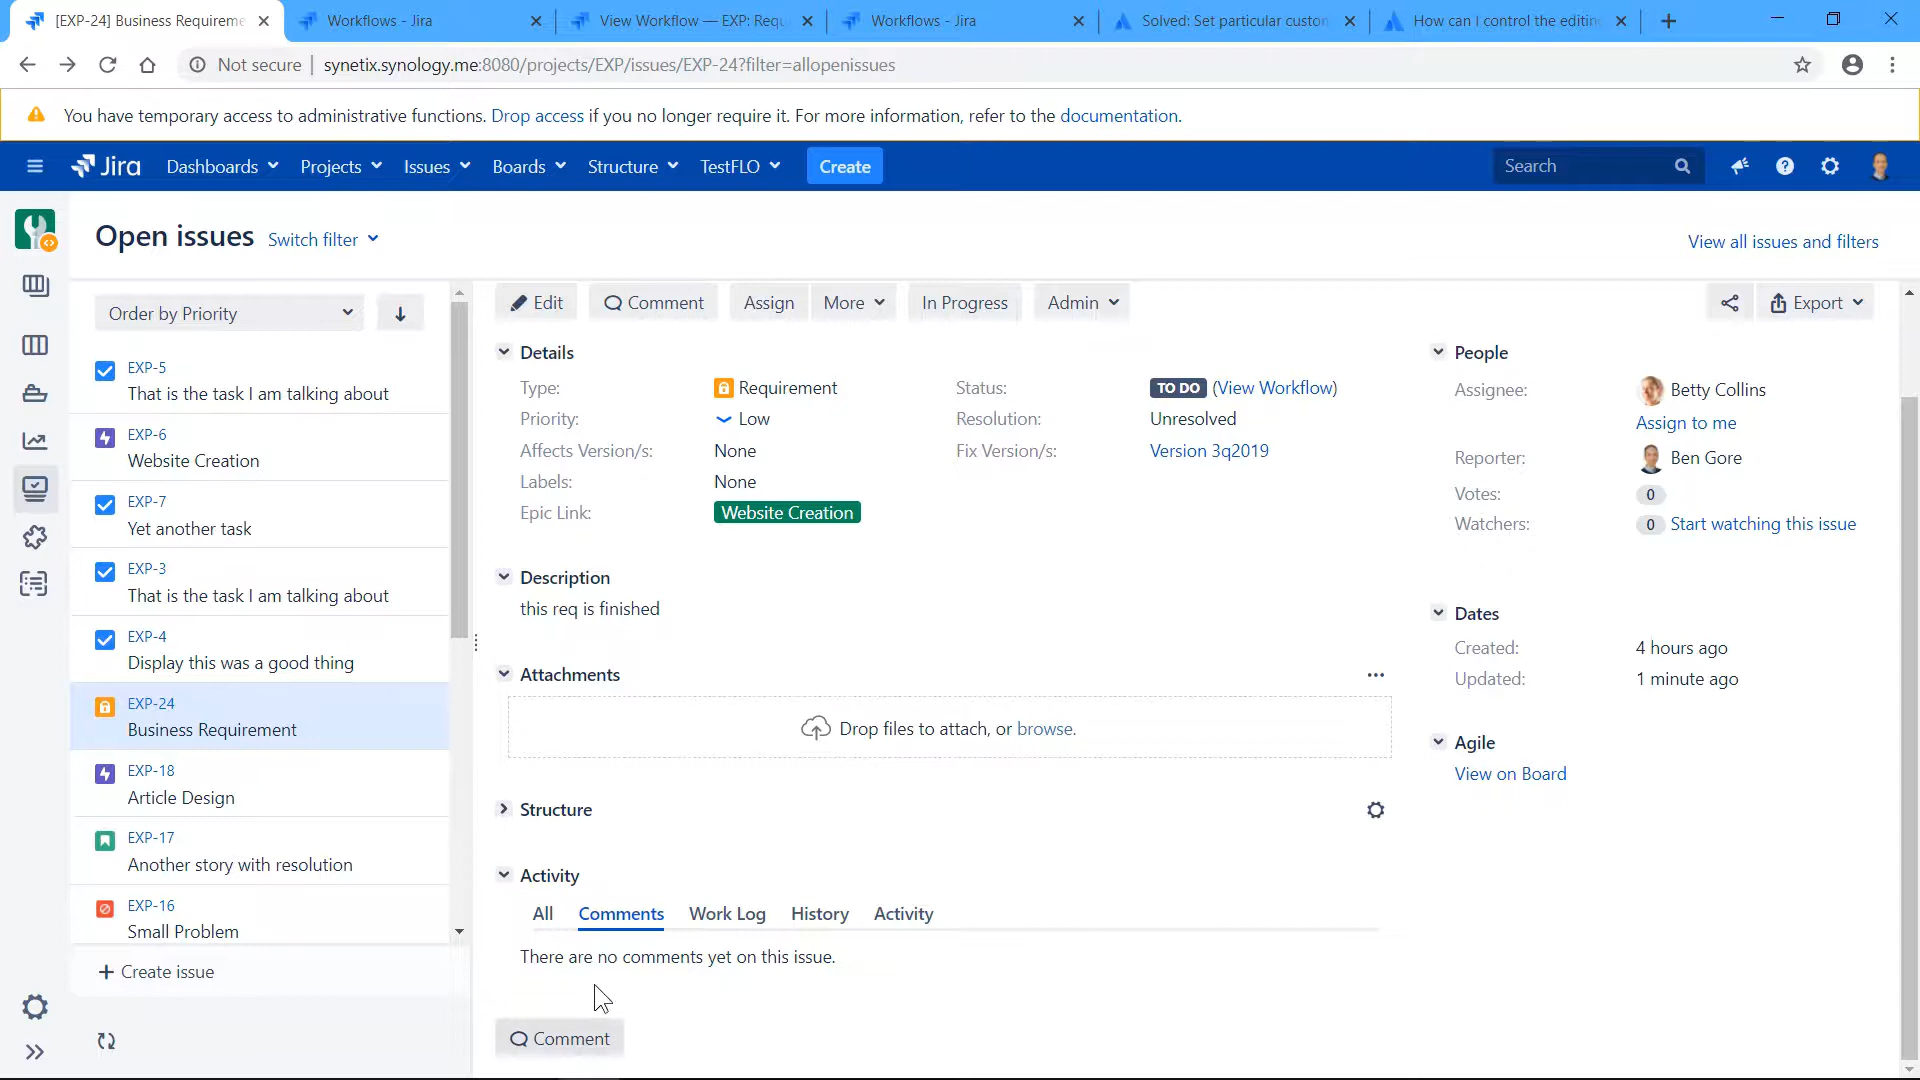 [EXP-24] Business Requireme
Workflows - Jira
View Workflow — EXP: Requ
Workflows - Jira
Solved: Set particular custon
How can I control the editin
Not secure | synetix.synology.me:8080/projects/EXP/issues/EXP-24?filter=allopenissues
You have temporary access to administrative functions. Drop access if you no longer require it. For more information, refer to the documentation.
Jira
Dashboards
Projects
Issues
Boards
Structure
TestFLO
Create
Search
Open issues
Switch filter
View all issues and filters
Order by Priority
EXP-5
That is the task I am talking about
EXP-6
Website Creation
EXP-7
Yet another task
EXP-3
That is the task I am talking about
EXP-4
Display this was a good thing
EXP-24
Business Requirement
EXP-18
Article Design
EXP-17
Another story with resolution
EXP-16
Small Problem
+ Create issue
Edit
Comment
Assign
More
In Progress
Admin
Export
Details
Type: Requirement
Status: TO DO (View Workflow)
Priority: Low
Resolution: Unresolved
Affects Version/s: None
Fix Version/s: Version 3q2019
Labels: None
Epic Link: Website Creation
Description
this req is finished
Attachments
Drop files to attach, or browse.
Structure
Activity
All
Comments
Work Log
History
Activity
There are no comments yet on this issue.
Comment
People
Assignee: Betty Collins
Assign to me
Reporter: Ben Gore
Votes: 0
Watchers: 0 Start watching this issue
Dates
Created: 4 hours ago
Updated: 1 minute ago
Agile
View on Board